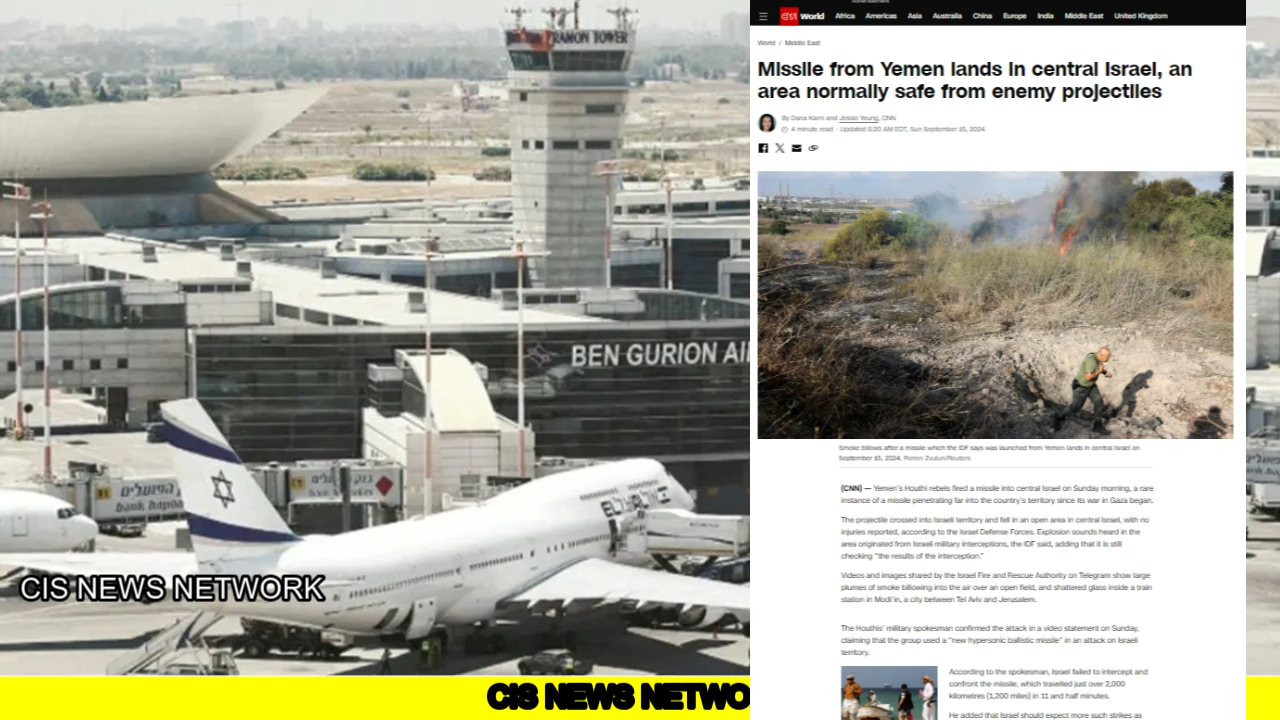 RAMON TOWER
BEN GURION AI
CIS NEWS NETWORK
CIS NEWS NETWO
CNN World Africa Americas Asia Australia China Europe India Middle East United Kingdom
World / Middle East
Missile from Yemen lands in central Israel, an
area normally safe from enemy projectiles
By Dana Karni and Jessie Yeung, CNN
4 minute read · Updated 6:20 AM EDT, Sun September 15, 2024
Smoke billows after a missile which the IDF says was launched from Yemen lands in central Israel on
September 15, 2024. Ronen Zvulun/Reuters
(CNN) — Yemen's Houthi rebels fired a missile into central Israel on Sunday morning, a rare
instance of a missile penetrating far into the country's territory since its war in Gaza began.
The projectile crossed into Israeli territory and fell in an open area in central Israel, with no
injuries reported, according to the Israel Defense Forces. Explosion sounds heard in the
area originated from Israeli military interceptions, the IDF said, adding that it is still
checking "the results of the interception."
Videos and images shared by the Israel Fire and Rescue Authority on Telegram show large
plumes of smoke billowing into the air over an open field, and shattered glass inside a train
station in Modi'in, a city between Tel Aviv and Jerusalem.
The Houthis' military spokesman confirmed the attack in a video statement on Sunday,
claiming that the group used a "new hypersonic ballistic missile" in an attack on Israeli
territory.
According to the spokesman, Israel failed to intercept and
confront the missile, which travelled just over 2,000
kilometres (1,200 miles) in 11 and half minutes.
He added that Israel should expect more such strikes as